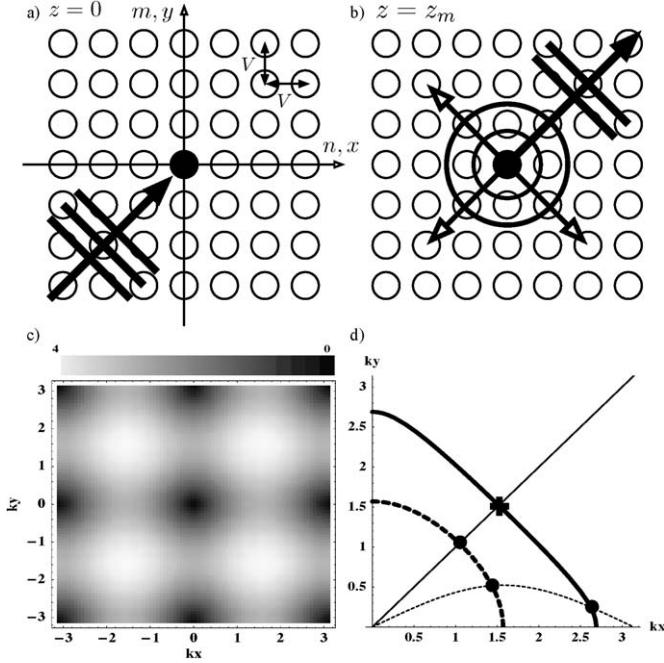 a) z = 0
m, y
V
V
n, x
b) z = z_m
c)
4 0
3
2
1
0
−1
−2
−3
ky
−3 −2 −1 0 1 2 3
kx
d)
ky
3
2.5
2
1.5
1
0.5
0.5 1 1.5 2 2.5 3
kx